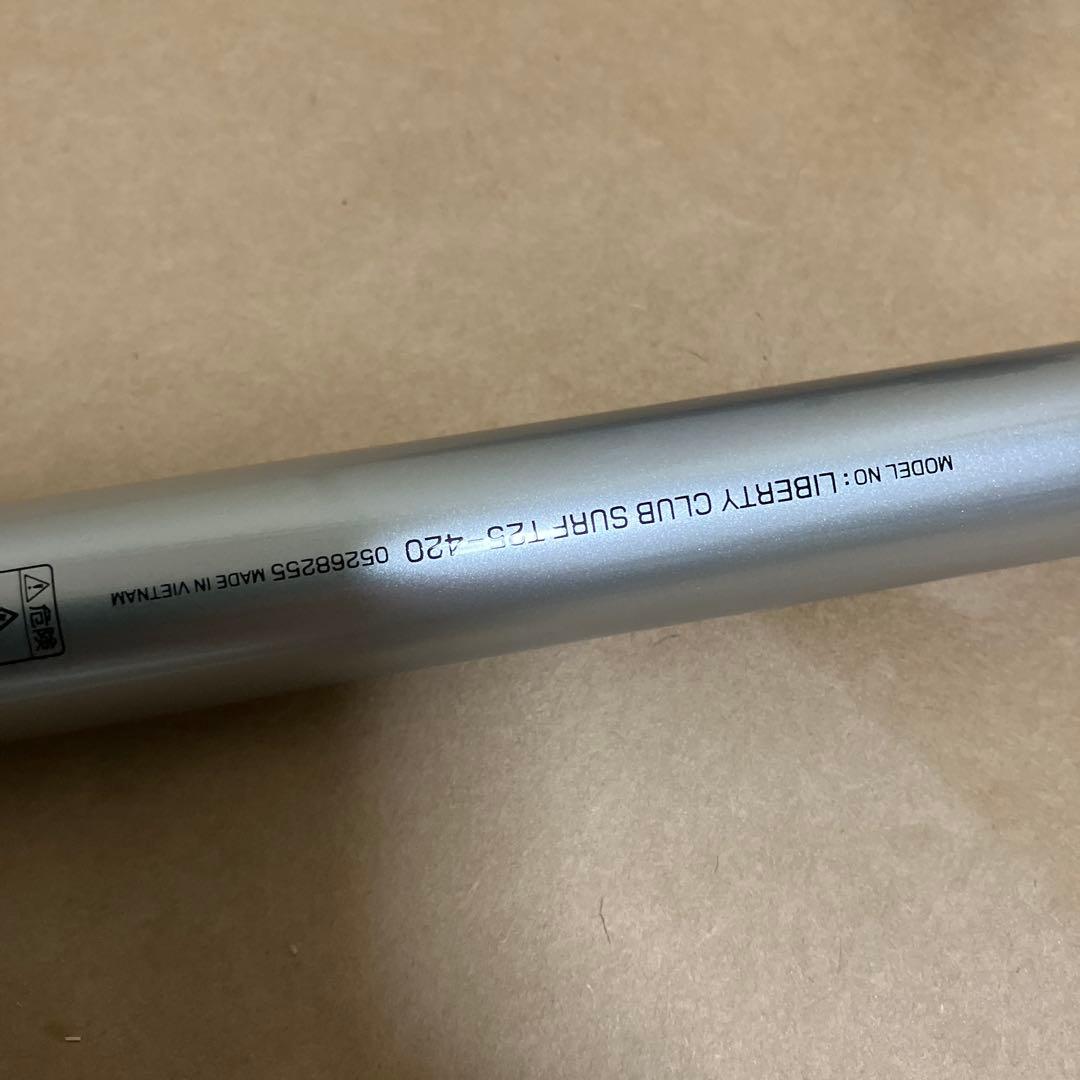 MODEL NO:LIBERTY CLUB SURF T25-420 05268255 MADE IN VIETNAM
⚠危険